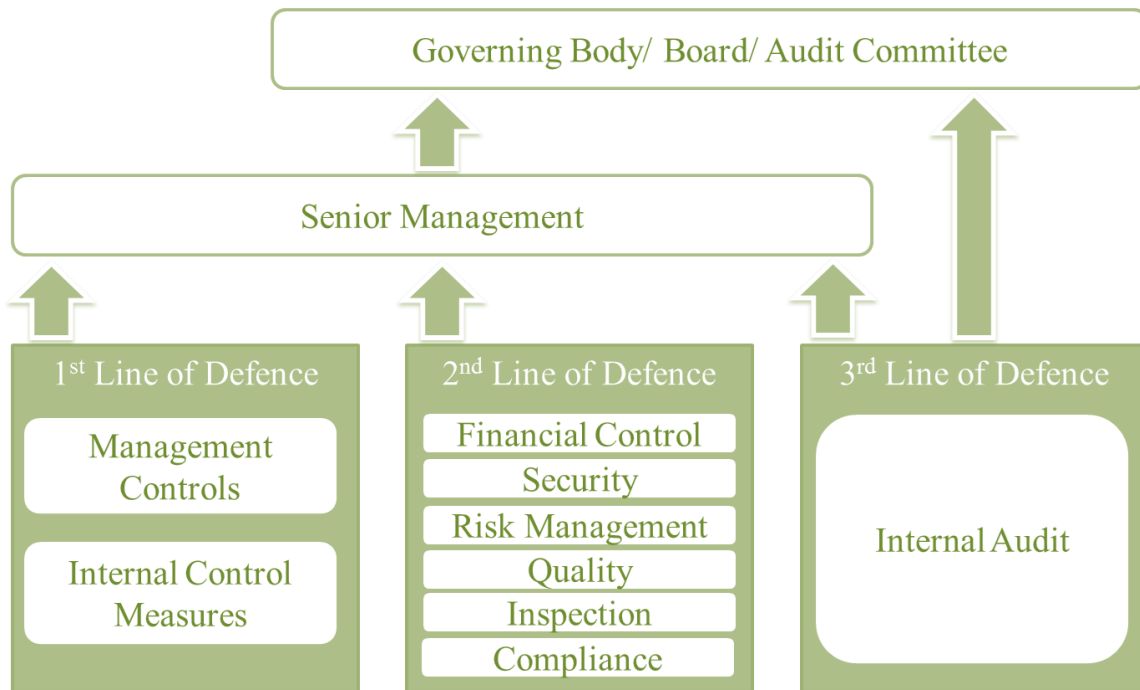 Governing Body/ Board/ Audit Committee
Senior Management
1st Line of Defence
Management
Controls
Internal Control
Measures
2nd Line of Defence
Financial Control
Security
Risk Management
Quality
Inspection
Compliance
3rd Line of Defence
Internal Audit